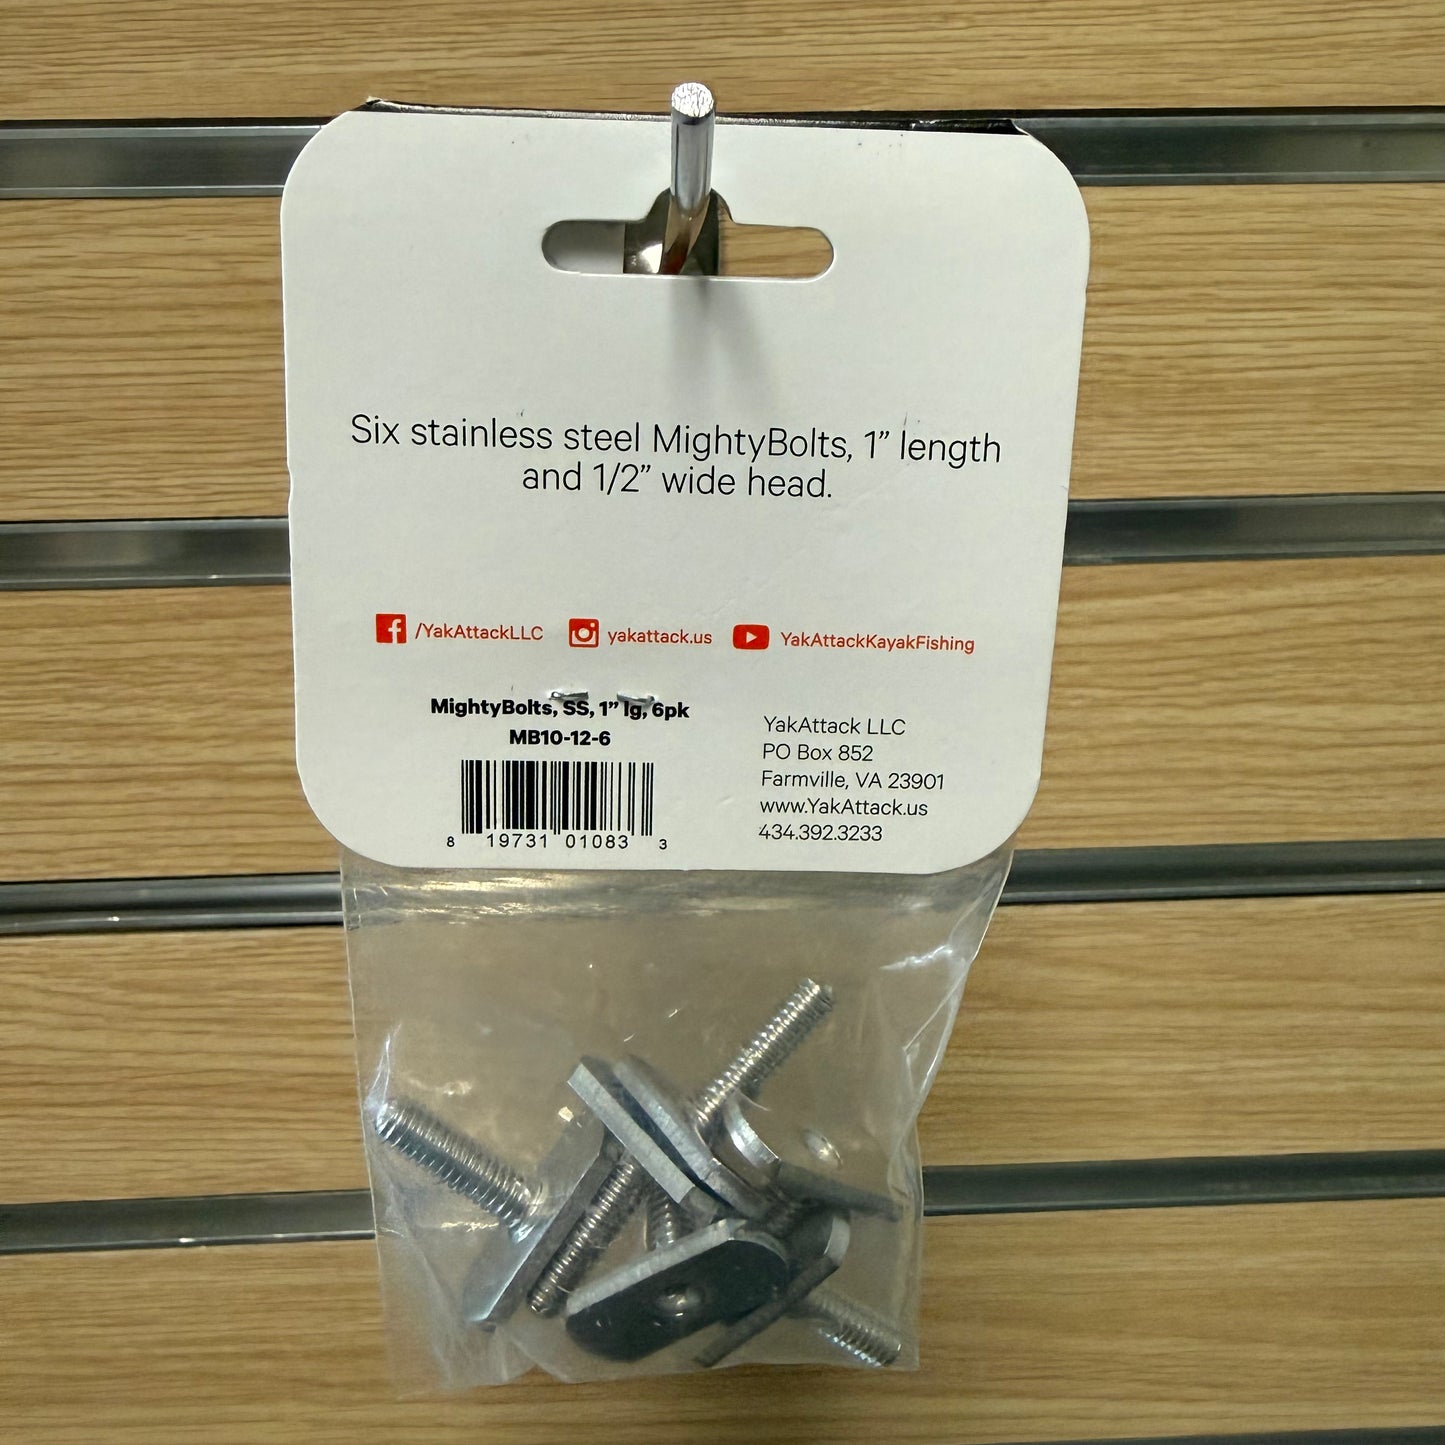 Six stainless steel MightyBolts, 1” length
and 1/2” wide head.
/YakAttackLLC yakattack.us YakAttackKayakFishing
MightyBolts, SS, 1” lg, 6pk
MB10-12-6
8 19731 01083 3
YakAttack LLC
PO Box 852
Farmville, VA 23901
www.YakAttack.us
434.392.3233